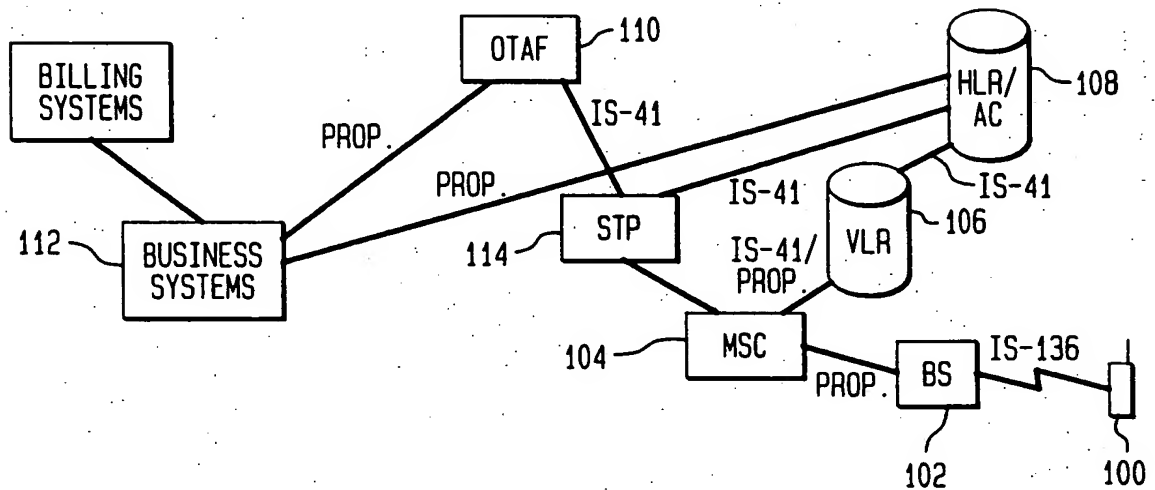 BILLING
SYSTEMS
OTAF
110
HLR/
AC
108
PROP.
IS-41
PROP.
IS-41
IS-41
112
BUSINESS
SYSTEMS
114
STP
106
VLR
IS-41/
PROP.
104
MSC
PROP.
BS
IS-136
102
100